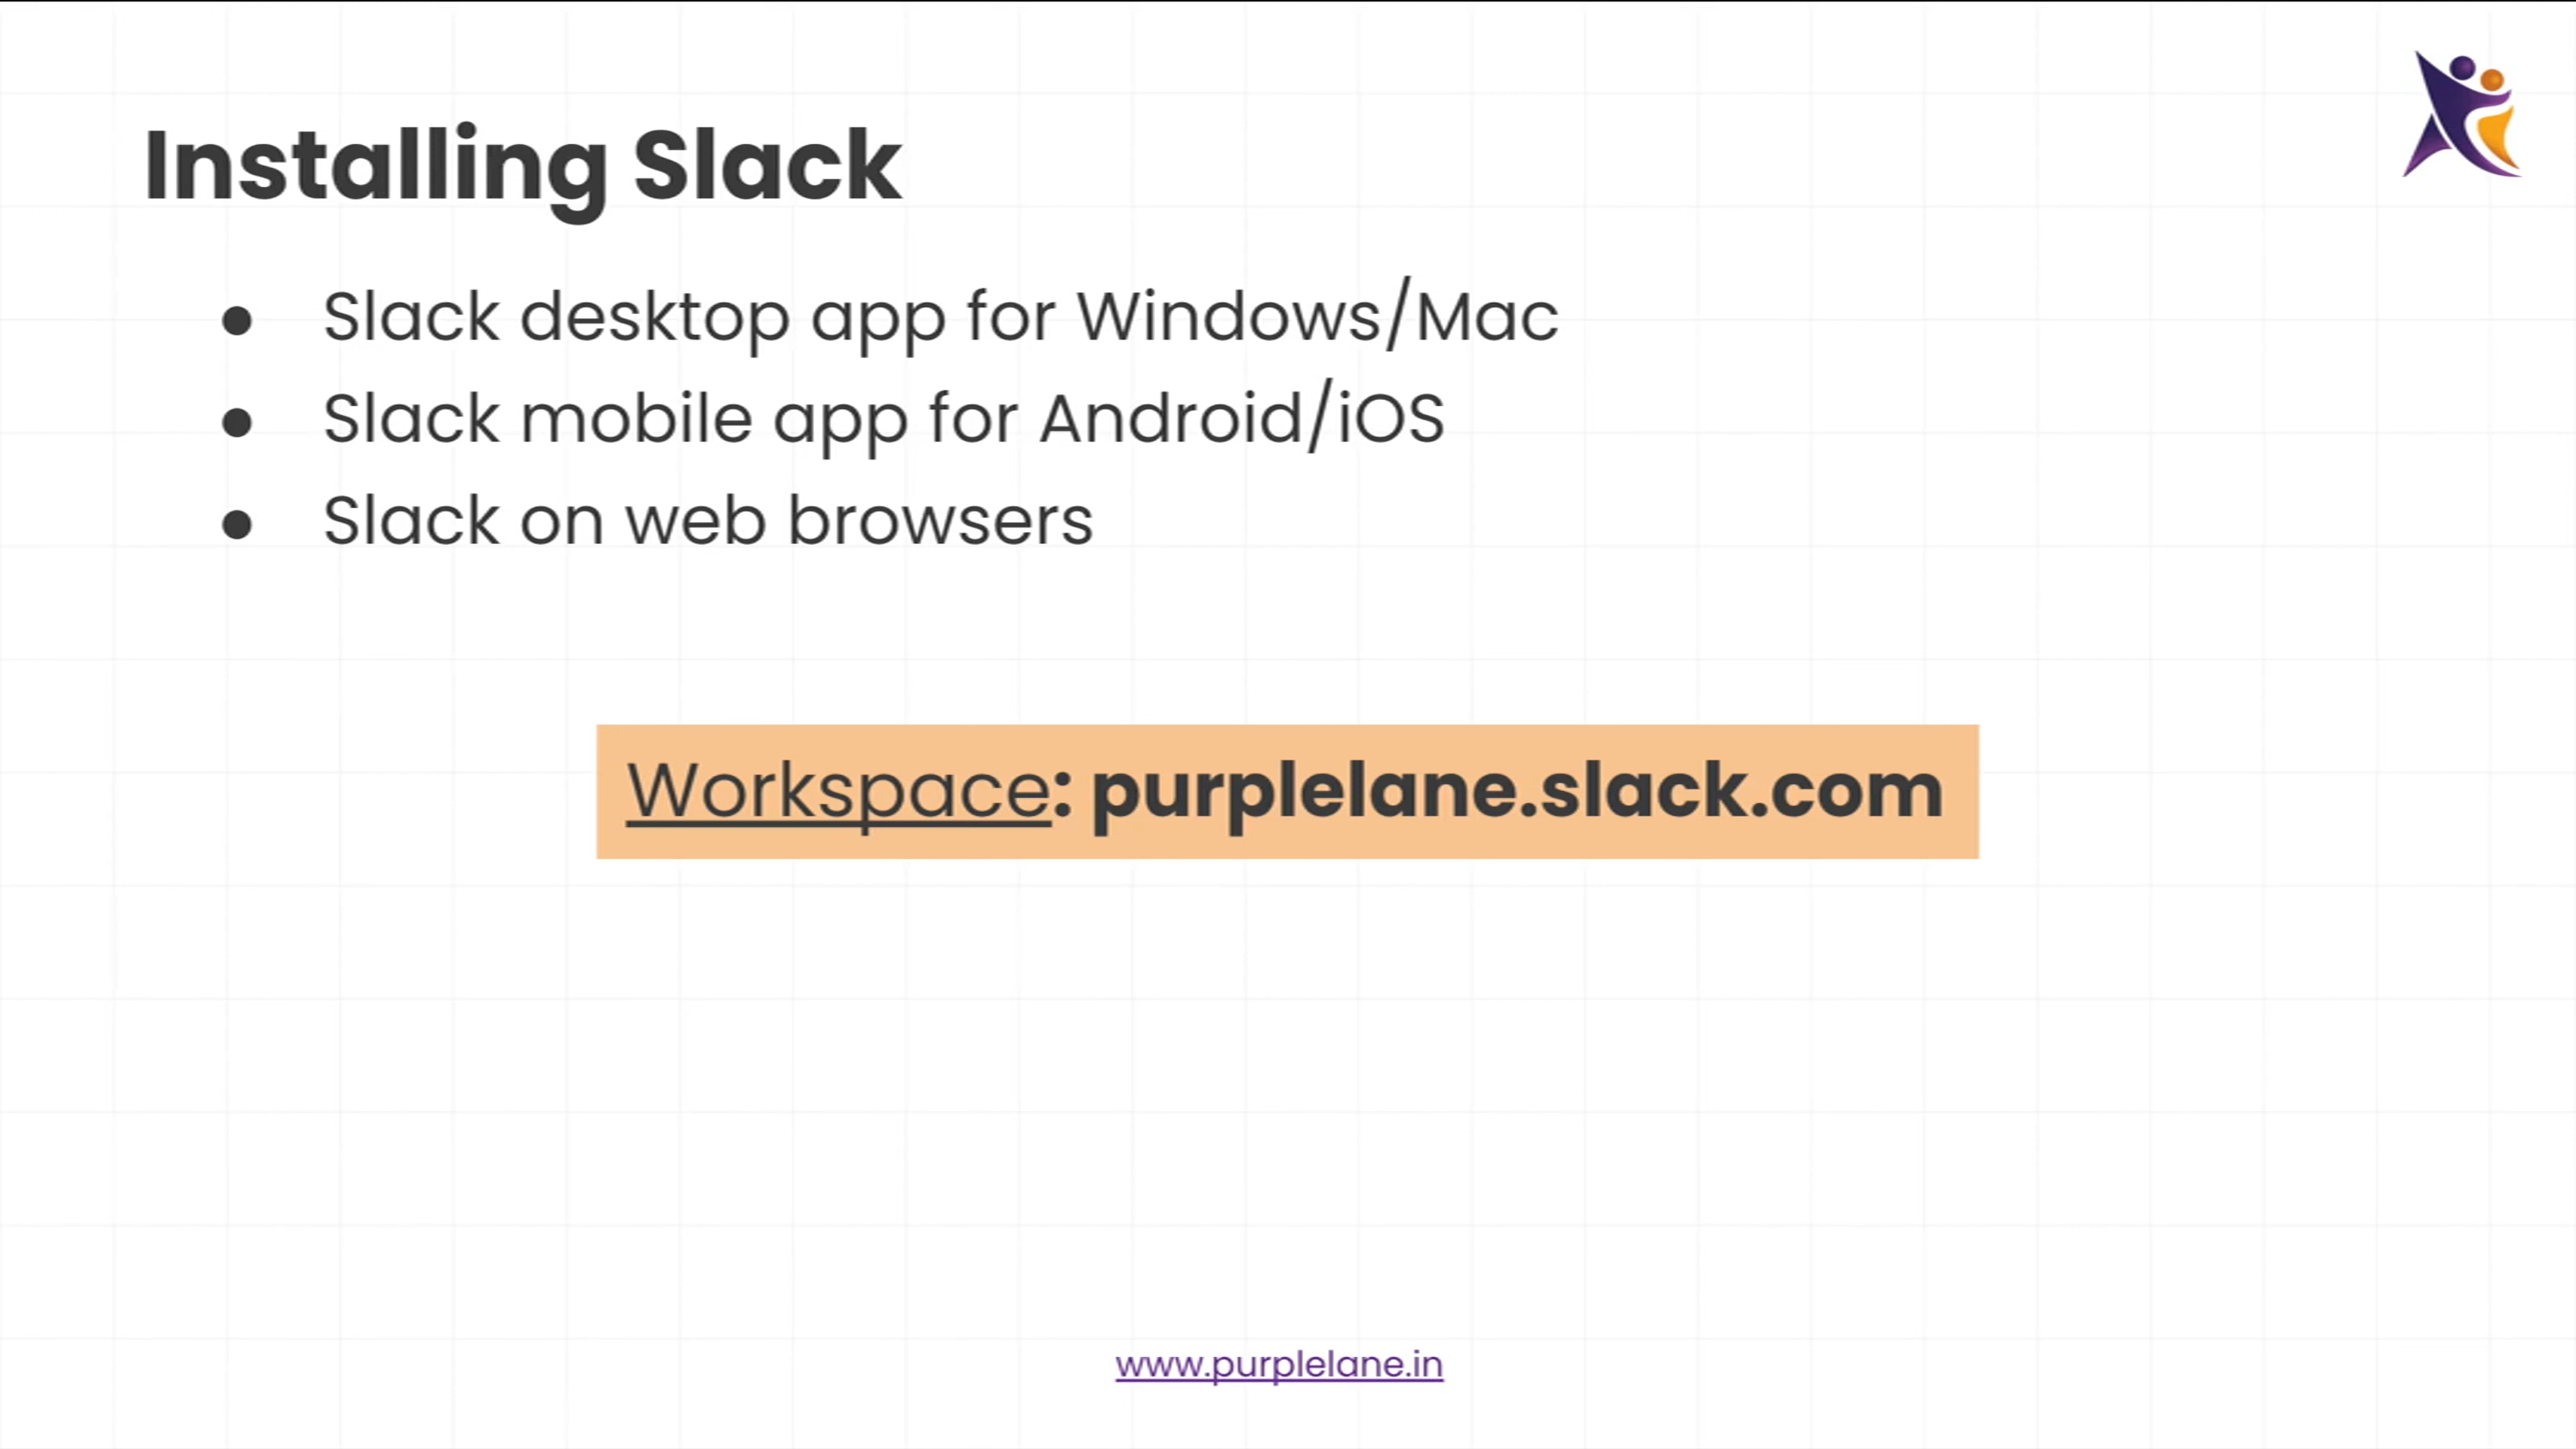 Installing Slack
● Slack desktop app for Windows/Mac
● Slack mobile app for Android/iOS
● Slack on web browsers
Workspace: purplelane.slack.com
www.purplelane.in